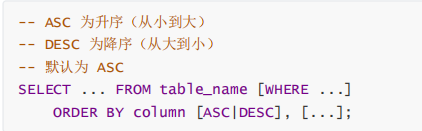 -- ASC 为升序（从小到大）
-- DESC 为降序（从大到小）
-- 默认为 ASC
SELECT ... FROM table_name [WHERE ...]
    ORDER BY column [ASC|DESC], [...];